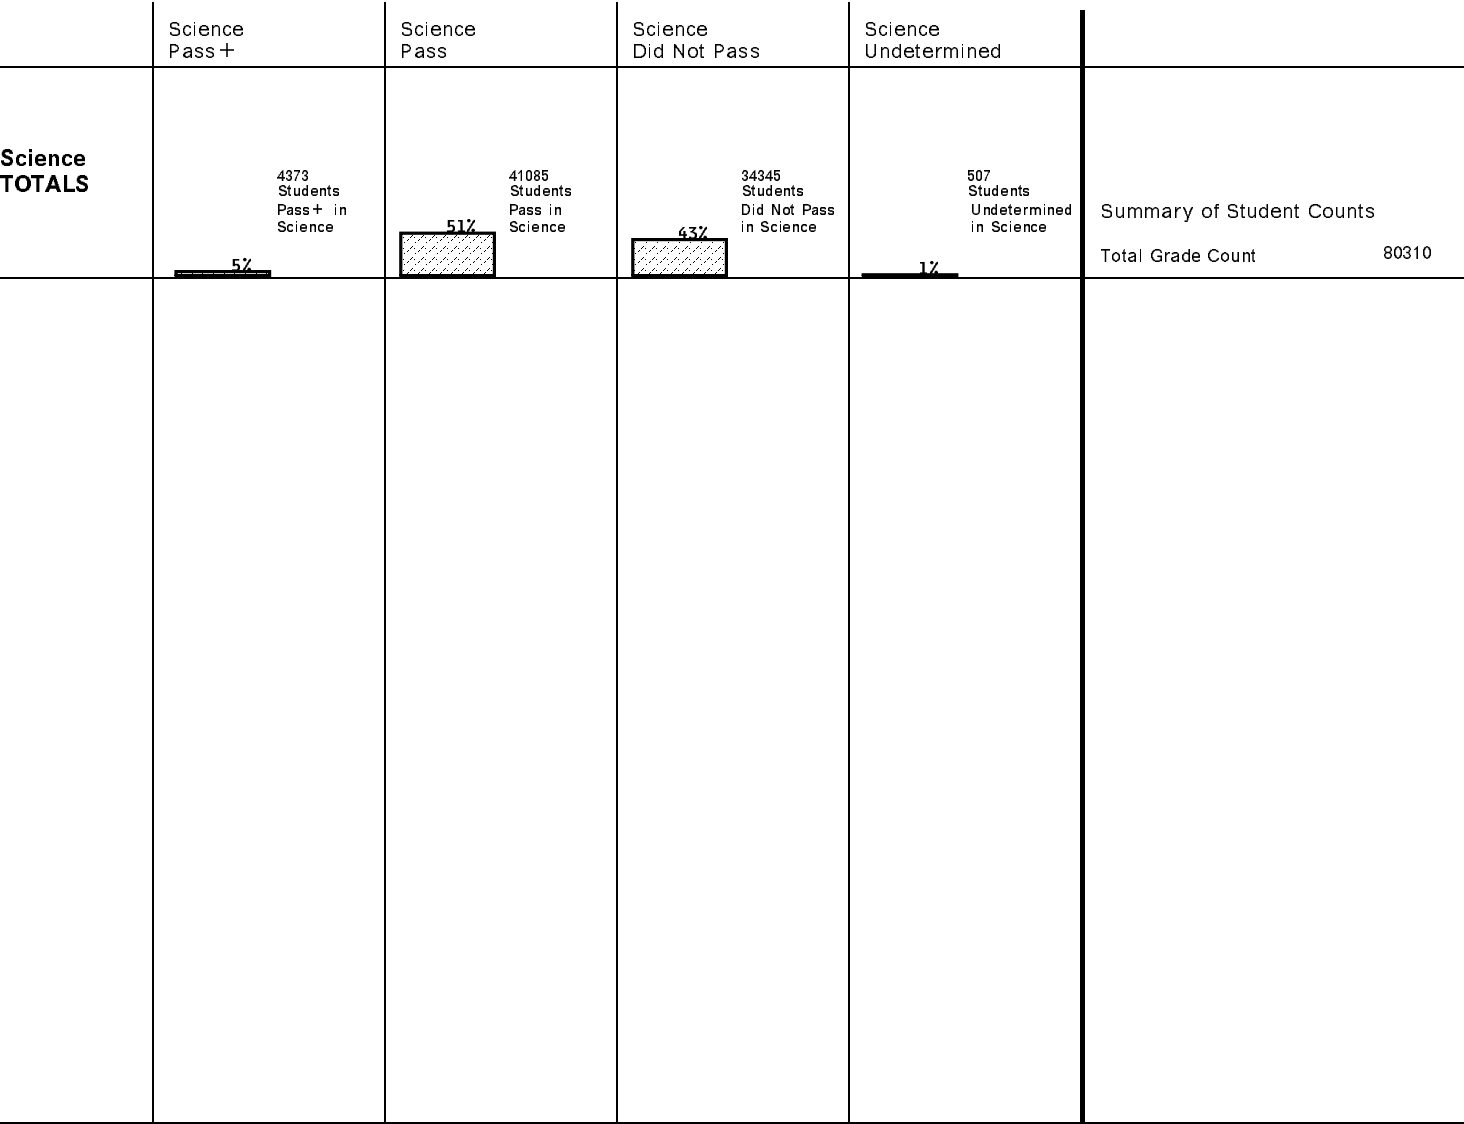 Science
Pass+
Science
Pass
Science
Did Not Pass
Science
Undetermined
Science
TOTALS
4373
Students
Pass+ in
Science
5%
41085
Students
Pass in
Science
51%
34345
Students
Did Not Pass
in Science
43%
507
Students
Undetermined
in Science
1%
Summary of Student Counts
Total Grade Count 80310